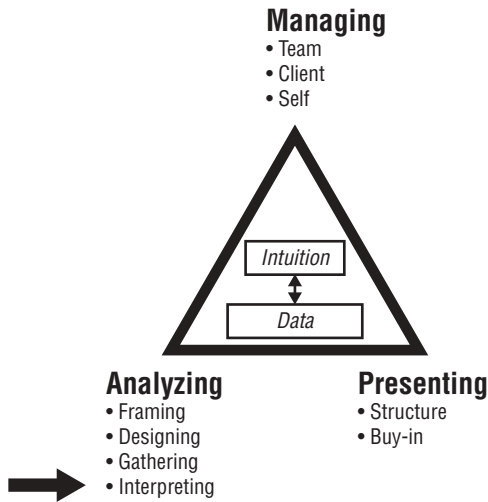 Managing
• Team
• Client
• Self
Intuition
Data
Analyzing
• Framing
• Designing
• Gathering
• Interpreting
Presenting
• Structure
• Buy-in